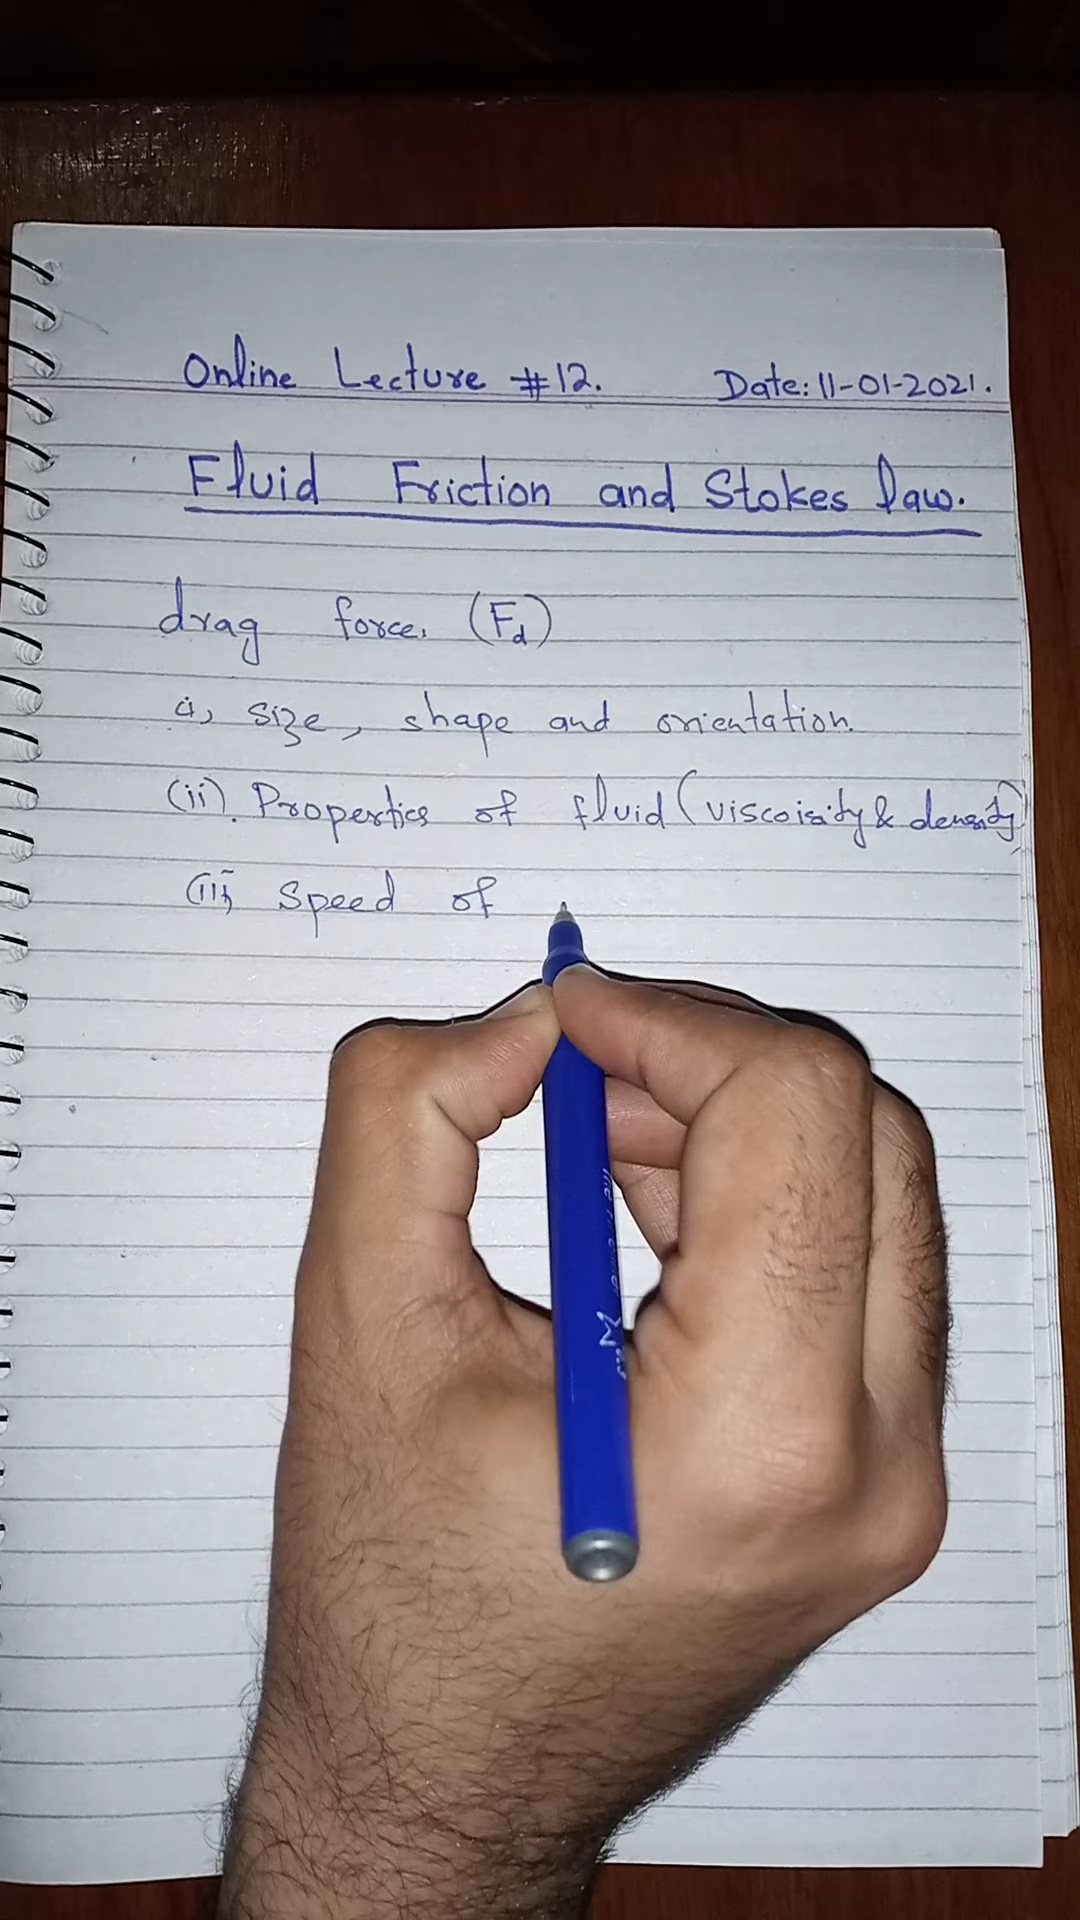 Online Lecture #12. Date: 11-01-2021.
Fluid Friction and Stokes law.
drag force. (Fd)
(i) size, shape and orientation.
(ii). Properties of fluid (viscoisity & density)
(iii) Speed of